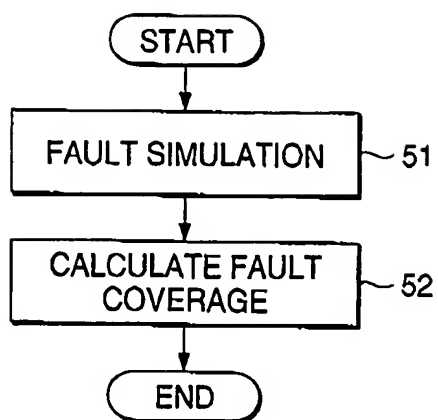 START
FAULT SIMULATION 51
CALCULATE FAULT
COVERAGE 52
END